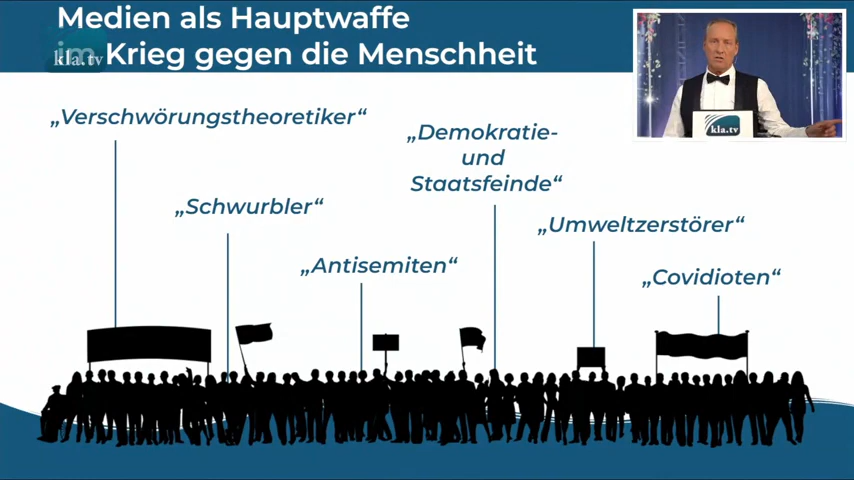 Medien als Hauptwaffe
im Krieg gegen die Menschheit
kla.tv
kla.tv
„Verschwörungstheoretiker“
„Demokratie-
und
Staatsfeinde“
„Schwurbler“
„Umweltzerstörer“
„Antisemiten“
„Covidioten“